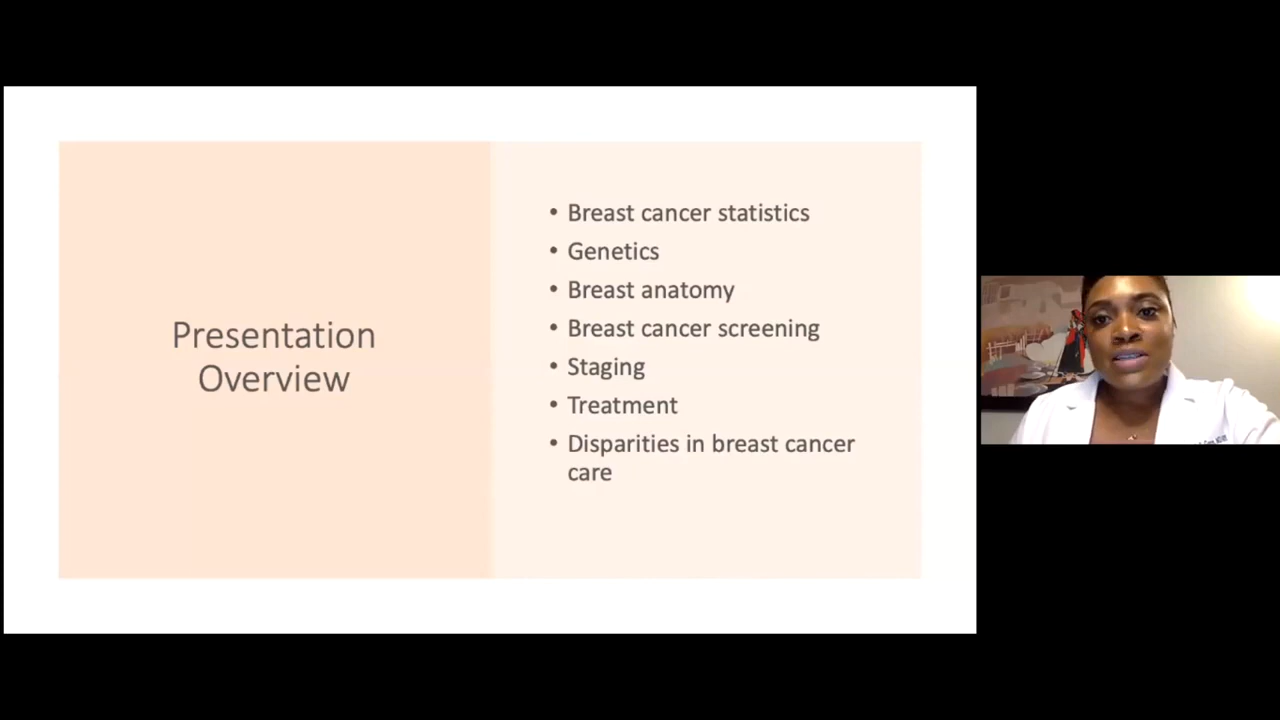 Presentation
Overview
• Breast cancer statistics
• Genetics
• Breast anatomy
• Breast cancer screening
• Staging
• Treatment
• Disparities in breast cancer
care